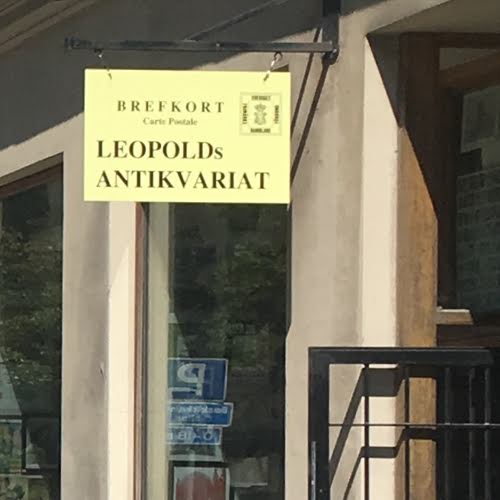 BREFKORT
Carte Postale
LEOPOLDs
ANTIKVARIAT
P